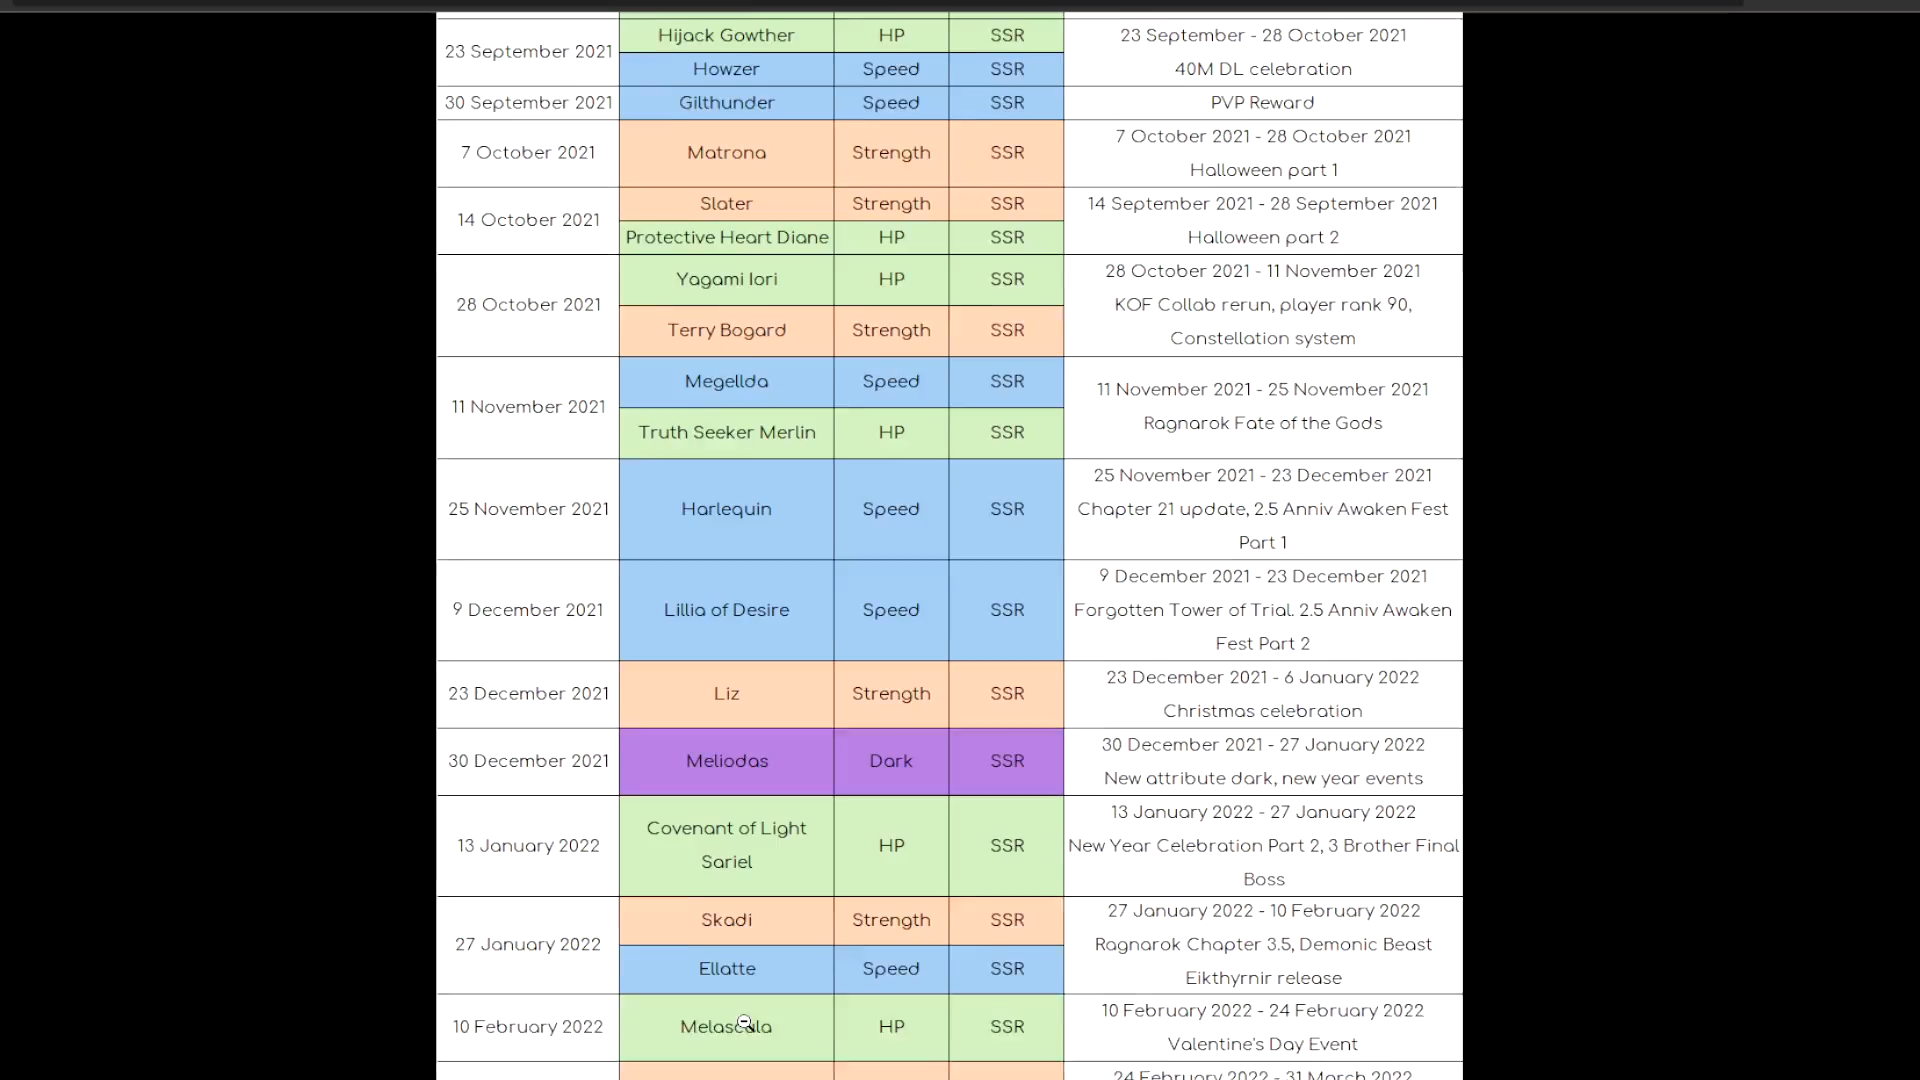 23 September 2021
Hijack Gowther HP SSR
23 September - 28 October 2021
Howzer Speed SSR
40M DL celebration
30 September 2021 Gilthunder Speed SSR PVP Reward
7 October 2021 Matrona Strength SSR
7 October 2021 - 28 October 2021
Halloween part 1
14 October 2021
Slater Strength SSR
14 September 2021 - 28 September 2021
Protective Heart Diane HP SSR
Halloween part 2
28 October 2021
Yagami Iori HP SSR
28 October 2021 - 11 November 2021
KOF Collab rerun, player rank 90,
Terry Bogard Strength SSR
Constellation system
11 November 2021
Megellda Speed SSR
11 November 2021 - 25 November 2021
Truth Seeker Merlin HP SSR
Ragnarok Fate of the Gods
25 November 2021 Harlequin Speed SSR
25 November 2021 - 23 December 2021
Chapter 21 update, 2.5 Anniv Awaken Fest
Part 1
9 December 2021 Lillia of Desire Speed SSR
9 December 2021 - 23 December 2021
Forgotten Tower of Trial. 2.5 Anniv Awaken
Fest Part 2
23 December 2021 Liz Strength SSR
23 December 2021 - 6 January 2022
Christmas celebration
30 December 2021 Meliodas Dark SSR
30 December 2021 - 27 January 2022
New attribute dark, new year events
13 January 2022
Covenant of Light
Sariel
HP SSR
13 January 2022 - 27 January 2022
New Year Celebration Part 2, 3 Brother Final
Boss
27 January 2022
Skadi Strength SSR
27 January 2022 - 10 February 2022
Ragnarok Chapter 3.5, Demonic Beast
Ellatte Speed SSR
Eikthyrnir release
10 February 2022 Melascula HP SSR
10 February 2022 - 24 February 2022
Valentine's Day Event
24 February 2022 - 31 March 2022